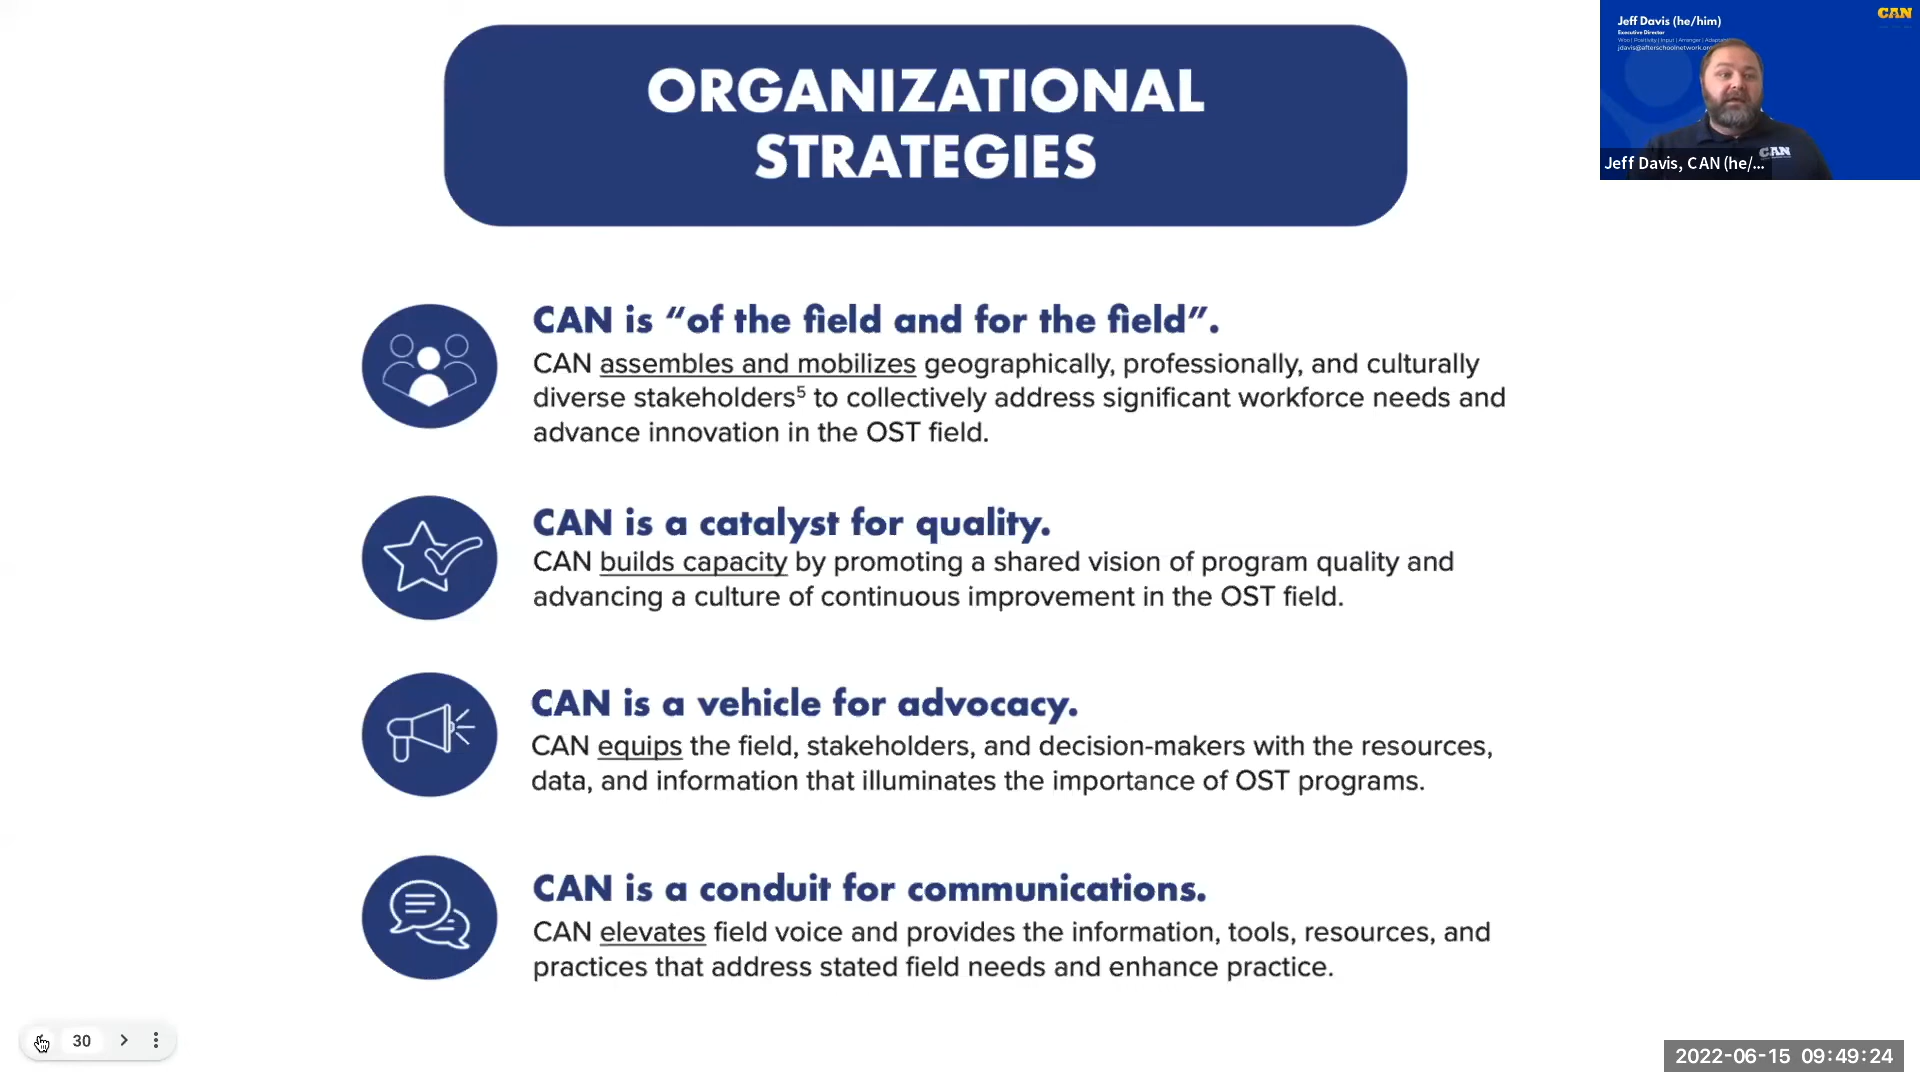 ORGANIZATIONAL
STRATEGIES
CAN is “of the field and for the field”.
CAN assembles and mobilizes geographically, professionally, and culturally
diverse stakeholders⁵ to collectively address significant workforce needs and
advance innovation in the OST field.
CAN is a catalyst for quality.
CAN builds capacity by promoting a shared vision of program quality and
advancing a culture of continuous improvement in the OST field.
CAN is a vehicle for advocacy.
CAN equips the field, stakeholders, and decision-makers with the resources,
data, and information that illuminates the importance of OST programs.
CAN is a conduit for communications.
CAN elevates field voice and provides the information, tools, resources, and
practices that address stated field needs and enhance practice.
Jeff Davis (he/him)
Executive Director
Woo | Positivity | Input | Arranger |
jdavis@afterschoolnetwork.
CAN
CAN
Jeff Davis, CAN (he/...
30
2022-06-15 09:49:24